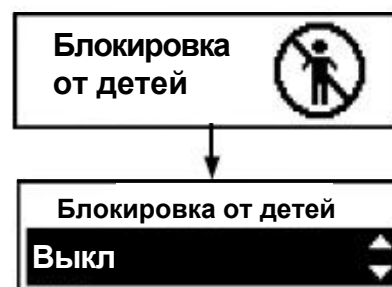 Блокировка
от детей
Блокировка от детей
Выкл